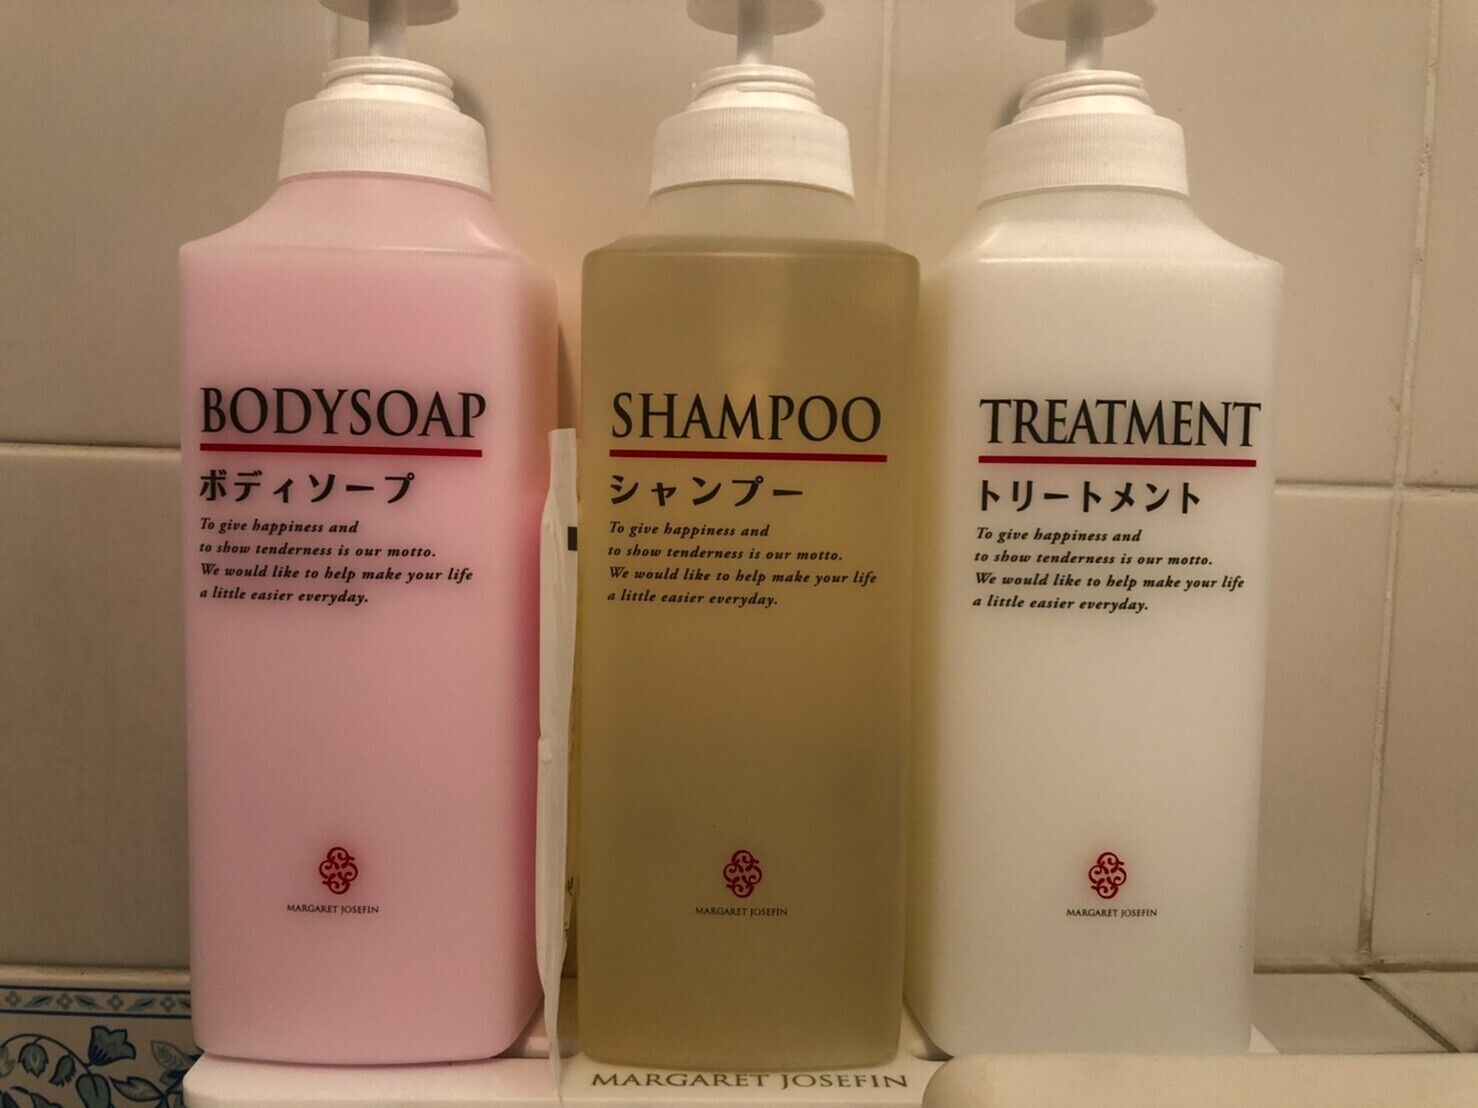 BODYSOAP
ボディソープ
To give happiness and
to show tenderness is our motto.
We would like to help make your life
a little easier everyday.
MARGARET JOSEFIN
SHAMPOO
シャンプー
To give happiness and
to show tenderness is our motto.
We would like to help make your life
a little easier everyday.
MARGARET JOSEFIN
TREATMENT
トリートメント
To give happiness and
to show tenderness is our motto.
We would like to help make your life
a little easier everyday.
MARGARET JOSEFIN
MARGARET JOSEFIN